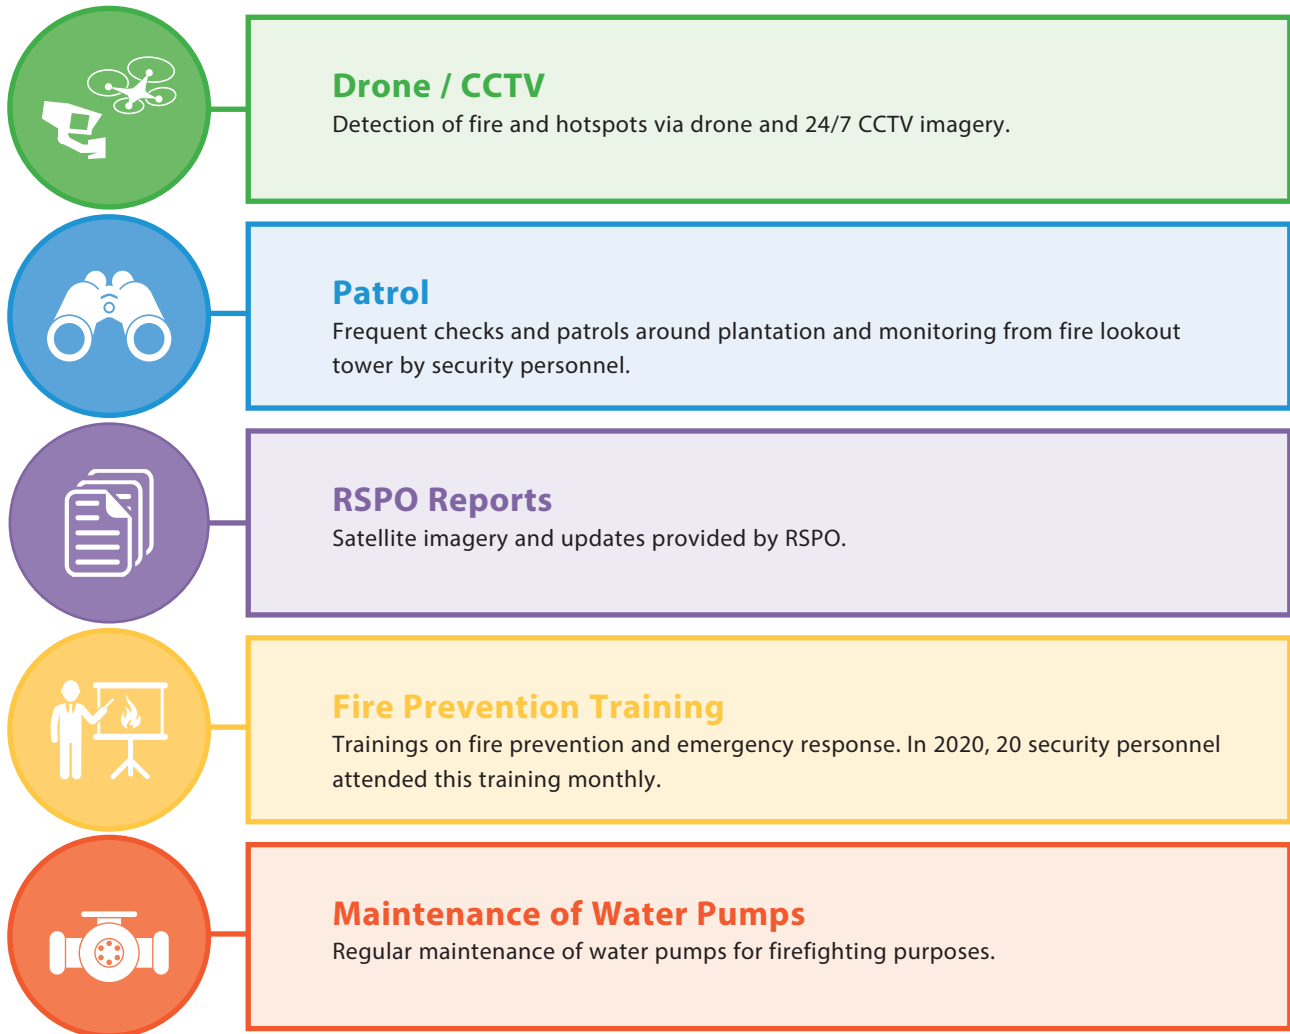 Drone / CCTV
Detection of fire and hotspots via drone and 24/7 CCTV imagery.
Patrol
Frequent checks and patrols around plantation and monitoring from fire lookout
tower by security personnel.
RSPO Reports
Satellite imagery and updates provided by RSPO.
Fire Prevention Training
Trainings on fire prevention and emergency response. In 2020, 20 security personnel
attended this training monthly.
Maintenance of Water Pumps
Regular maintenance of water pumps for firefighting purposes.